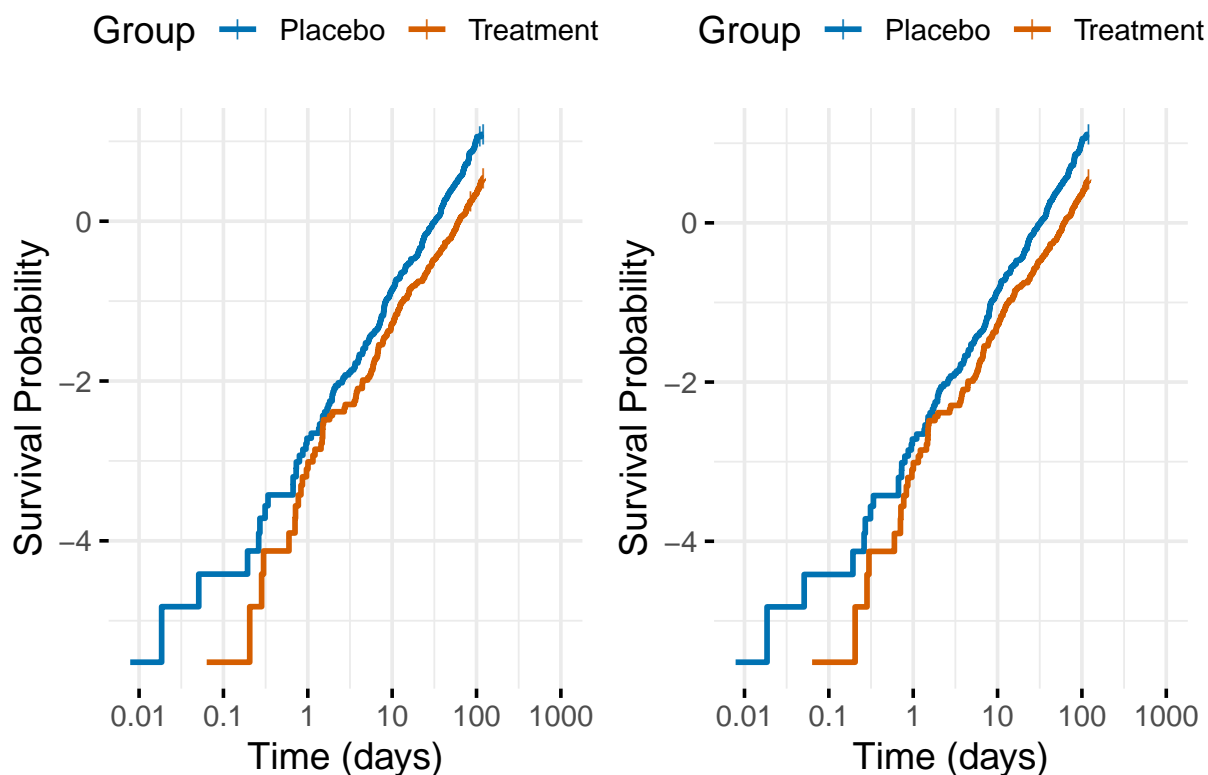 Group Placebo Treatment
Survival Probability
0
−2
−4
0.01 0.1 1 10 100 1000
Time (days)
Group Placebo Treatment
Survival Probability
0
−2
−4
0.01 0.1 1 10 100 1000
Time (days)